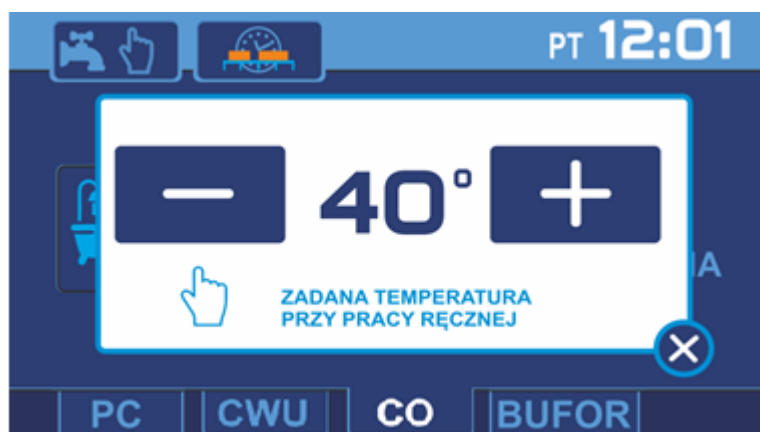 PT 12:01
40°
ZADANA TEMPERATURA
PRZY PRACY RĘCZNEJ
PC CWU CO BUFOR